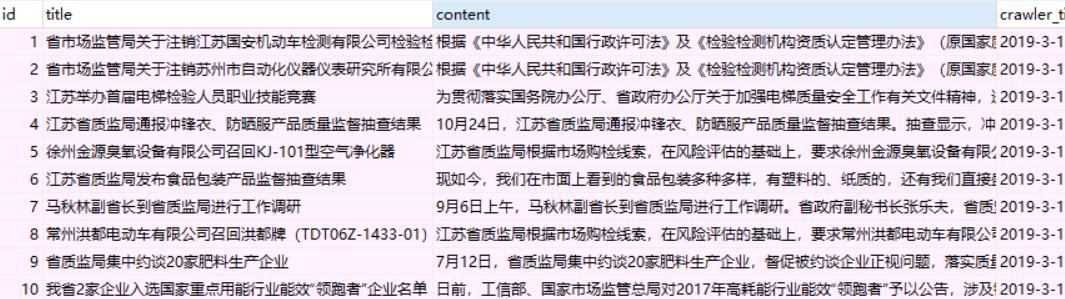 id title content crawler_ti
1 省市场监管局关于注销江苏国安机动车检测有限公司检验检 根据《中华人民共和国行政许可法》及《检验检测机构资质认定管理办法》（原国家 2019-3-1
2 省市场监管局关于注销苏州市自动化仪器仪表研究所有限公 根据《中华人民共和国行政许可法》及《检验检测机构资质认定管理办法》（原国家 2019-3-1
3 江苏举办首届电梯检验人员职业技能竞赛 为贯彻落实国务院办公厅、省政府办公厅关于加强电梯质量安全工作有关文件精神， 2019-3-1
4 江苏省质监局通报冲锋衣、防晒服产品质量监督抽查结果 10月24日，江苏省质监局通报冲锋衣、防晒服产品质量监督抽查结果。抽查显示，冲 2019-3-1
5 徐州金源臭氧设备有限公司召回KJ-101型空气净化器 江苏省质监局根据市场购检线索，在风险评估的基础上，要求徐州金源臭氧设备有限 2019-3-1
6 江苏省质监局发布食品包装产品监督抽查结果 现如今，我们在市面上看到的食品包装多种多样，有塑料的、纸质的，还有我们直接 2019-3-1
7 马秋林副省长到省质监局进行工作调研 9月6日上午，马秋林副省长到省质监局进行工作调研。省政府副秘书长张乐夫，省质 2019-3-1
8 常州洪都电动车有限公司召回洪都牌（TDT06Z-1433-01） 江苏省质监局根据市场购检线索，在风险评估的基础上，要求常州洪都电动车有限公 2019-3-1
9 省质监局集中约谈20家肥料生产企业 7月12日，省质监局集中约谈20家肥料生产企业，督促被约谈企业正视问题，落实质 2019-3-1
10 我省2家企业入选国家重点用能行业能效“领跑者”企业名单 日前，工信部、国家市场监管总局对2017年高耗能行业能效“领跑者”予以公告，涉及 2019-3-1